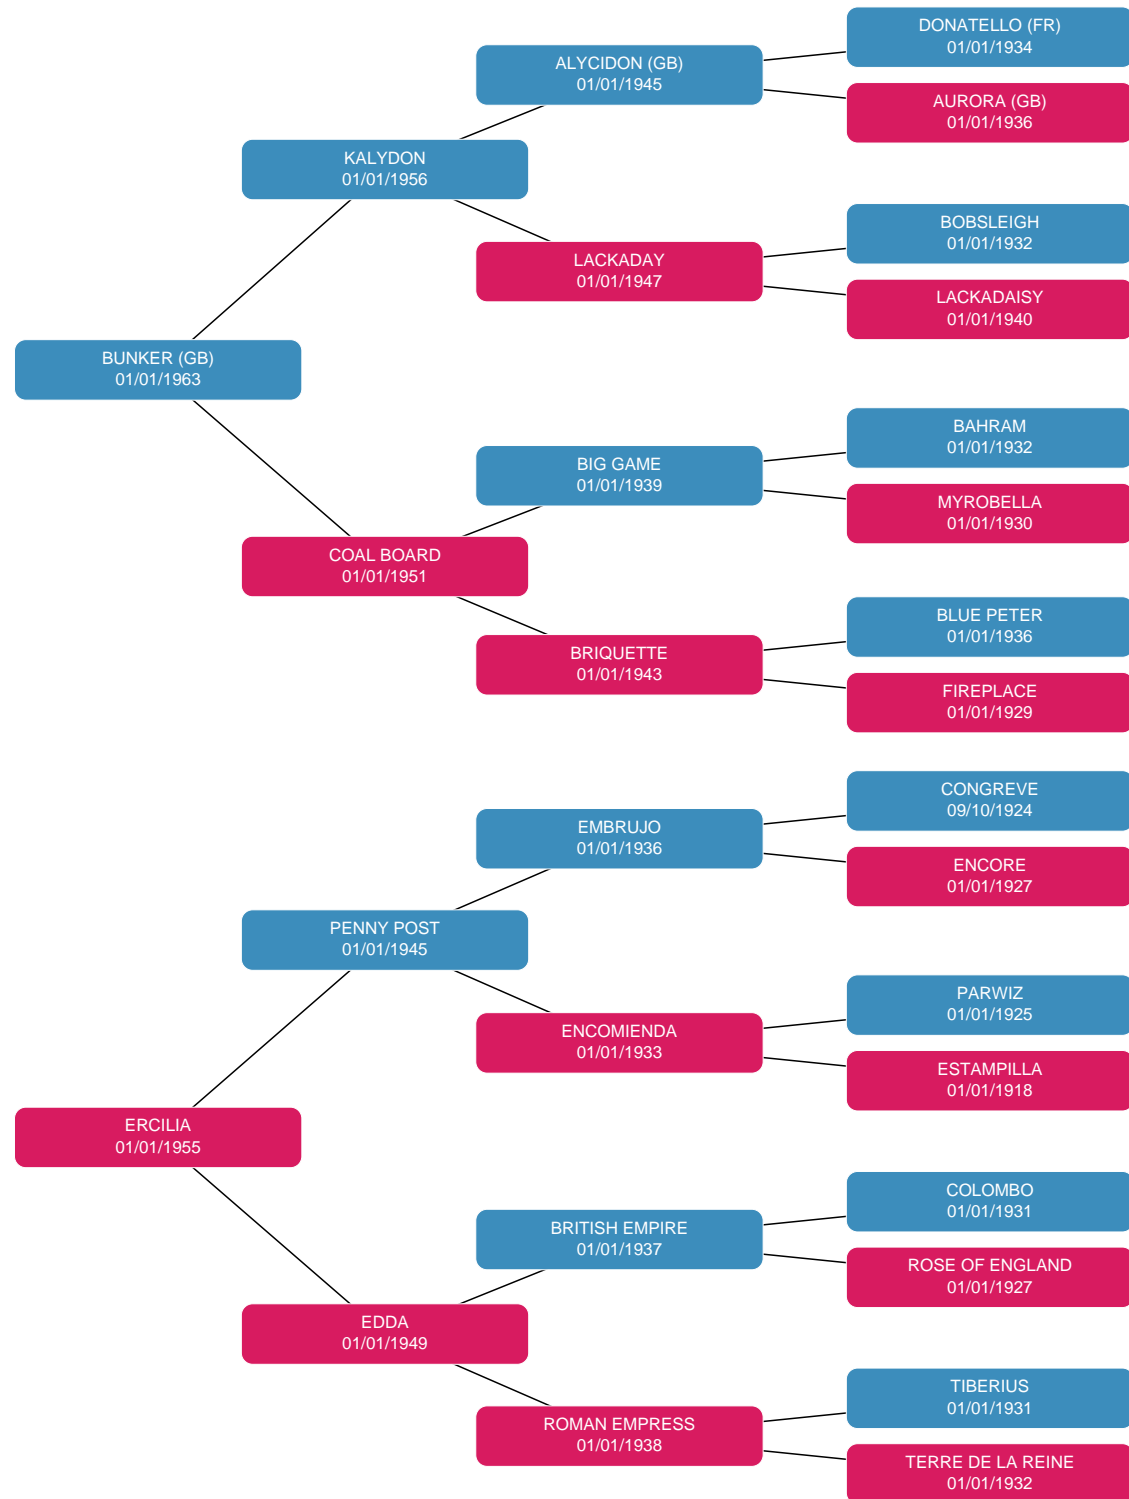 DONATELLO (FR)
01/01/1934
ALYCIDON (GB)
01/01/1945
AURORA (GB)
01/01/1936
KALYDON
01/01/1956
BOBSLEIGH
01/01/1932
LACKADAY
01/01/1947
LACKADAISY
01/01/1940
BUNKER (GB)
01/01/1963
BAHRAM
01/01/1932
BIG GAME
01/01/1939
MYROBELLA
01/01/1930
COAL BOARD
01/01/1951
BLUE PETER
01/01/1936
BRIQUETTE
01/01/1943
FIREPLACE
01/01/1929
CONGREVE
09/10/1924
EMBRUJO
01/01/1936
ENCORE
01/01/1927
PENNY POST
01/01/1945
PARWIZ
01/01/1925
ENCOMIENDA
01/01/1933
ESTAMPILLA
01/01/1918
ERCILIA
01/01/1955
COLOMBO
01/01/1931
BRITISH EMPIRE
01/01/1937
ROSE OF ENGLAND
01/01/1927
EDDA
01/01/1949
TIBERIUS
01/01/1931
ROMAN EMPRESS
01/01/1938
TERRE DE LA REINE
01/01/1932